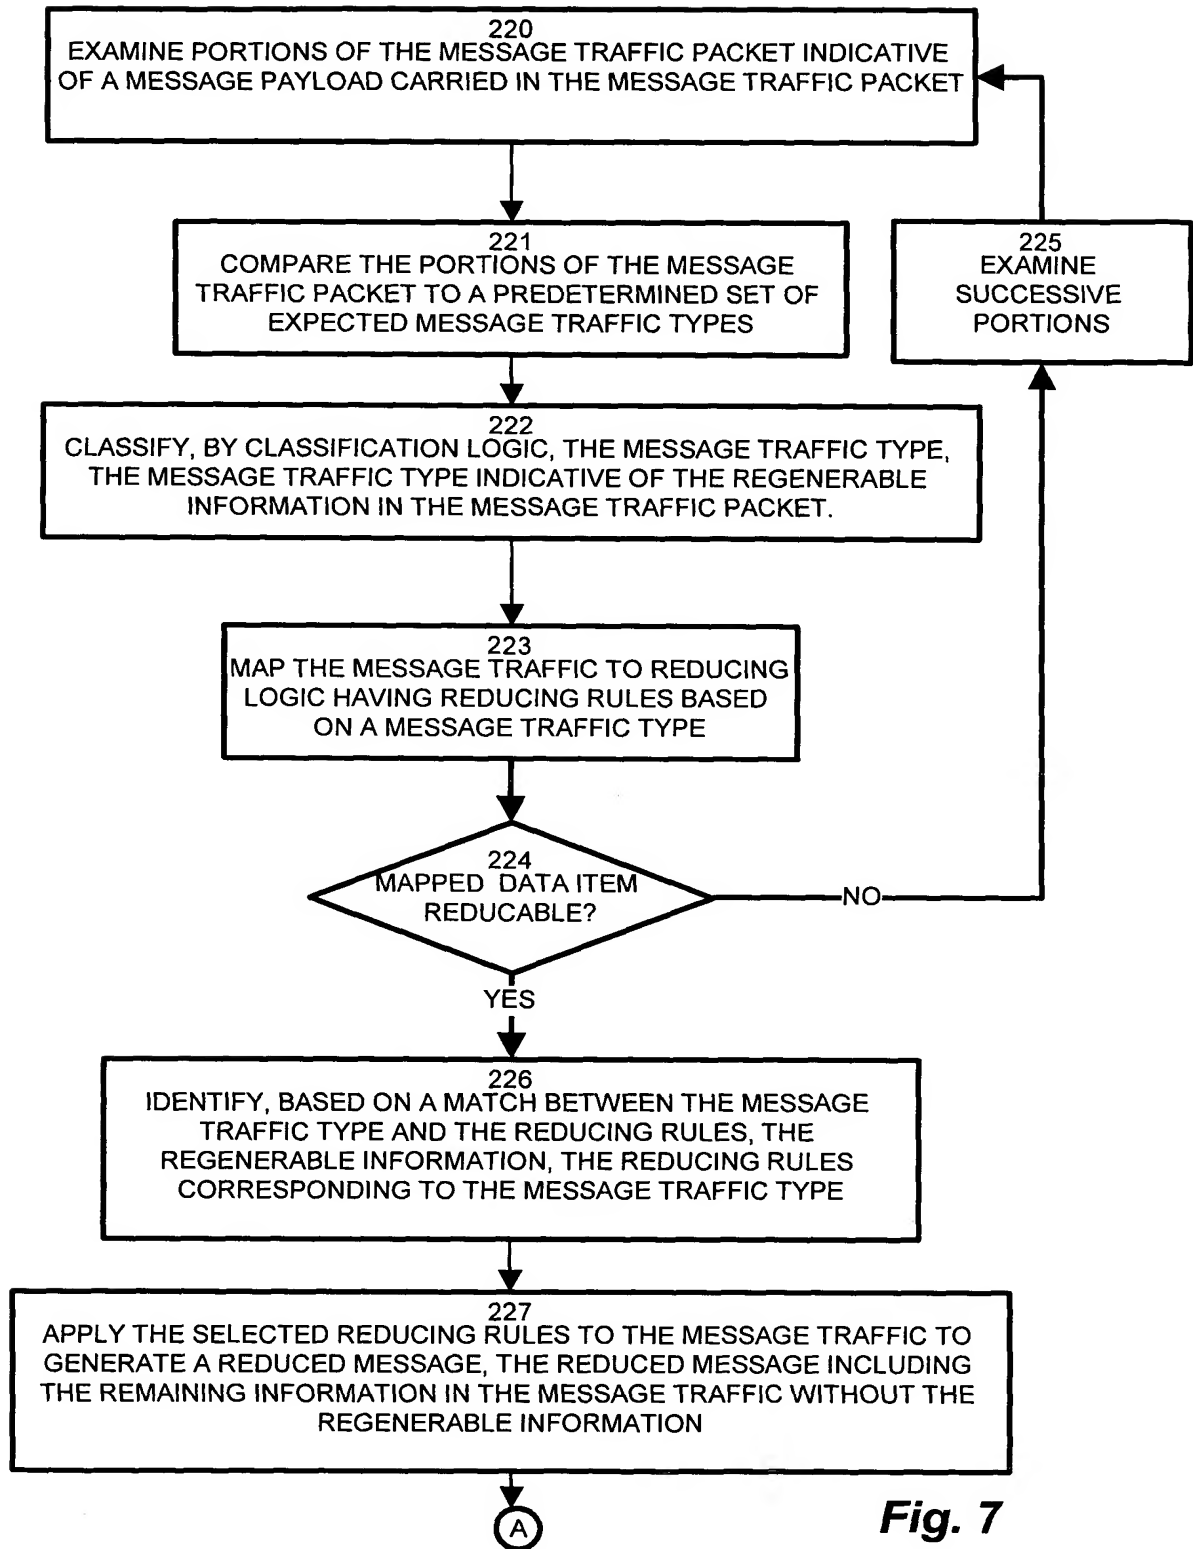 220
EXAMINE PORTIONS OF THE MESSAGE TRAFFIC PACKET INDICATIVE
OF A MESSAGE PAYLOAD CARRIED IN THE MESSAGE TRAFFIC PACKET
221
COMPARE THE PORTIONS OF THE MESSAGE
TRAFFIC PACKET TO A PREDETERMINED SET OF
EXPECTED MESSAGE TRAFFIC TYPES
225
EXAMINE
SUCCESSIVE
PORTIONS
222
CLASSIFY, BY CLASSIFICATION LOGIC, THE MESSAGE TRAFFIC TYPE,
THE MESSAGE TRAFFIC TYPE INDICATIVE OF THE REGENERABLE
INFORMATION IN THE MESSAGE TRAFFIC PACKET.
223
MAP THE MESSAGE TRAFFIC TO REDUCING
LOGIC HAVING REDUCING RULES BASED
ON A MESSAGE TRAFFIC TYPE
224
MAPPED DATA ITEM
REDUCABLE?
NO
YES
226
IDENTIFY, BASED ON A MATCH BETWEEN THE MESSAGE
TRAFFIC TYPE AND THE REDUCING RULES, THE
REGENERABLE INFORMATION, THE REDUCING RULES
CORRESPONDING TO THE MESSAGE TRAFFIC TYPE
227
APPLY THE SELECTED REDUCING RULES TO THE MESSAGE TRAFFIC TO
GENERATE A REDUCED MESSAGE, THE REDUCED MESSAGE INCLUDING
THE REMAINING INFORMATION IN THE MESSAGE TRAFFIC WITHOUT THE
REGENERABLE INFORMATION
A
Fig. 7